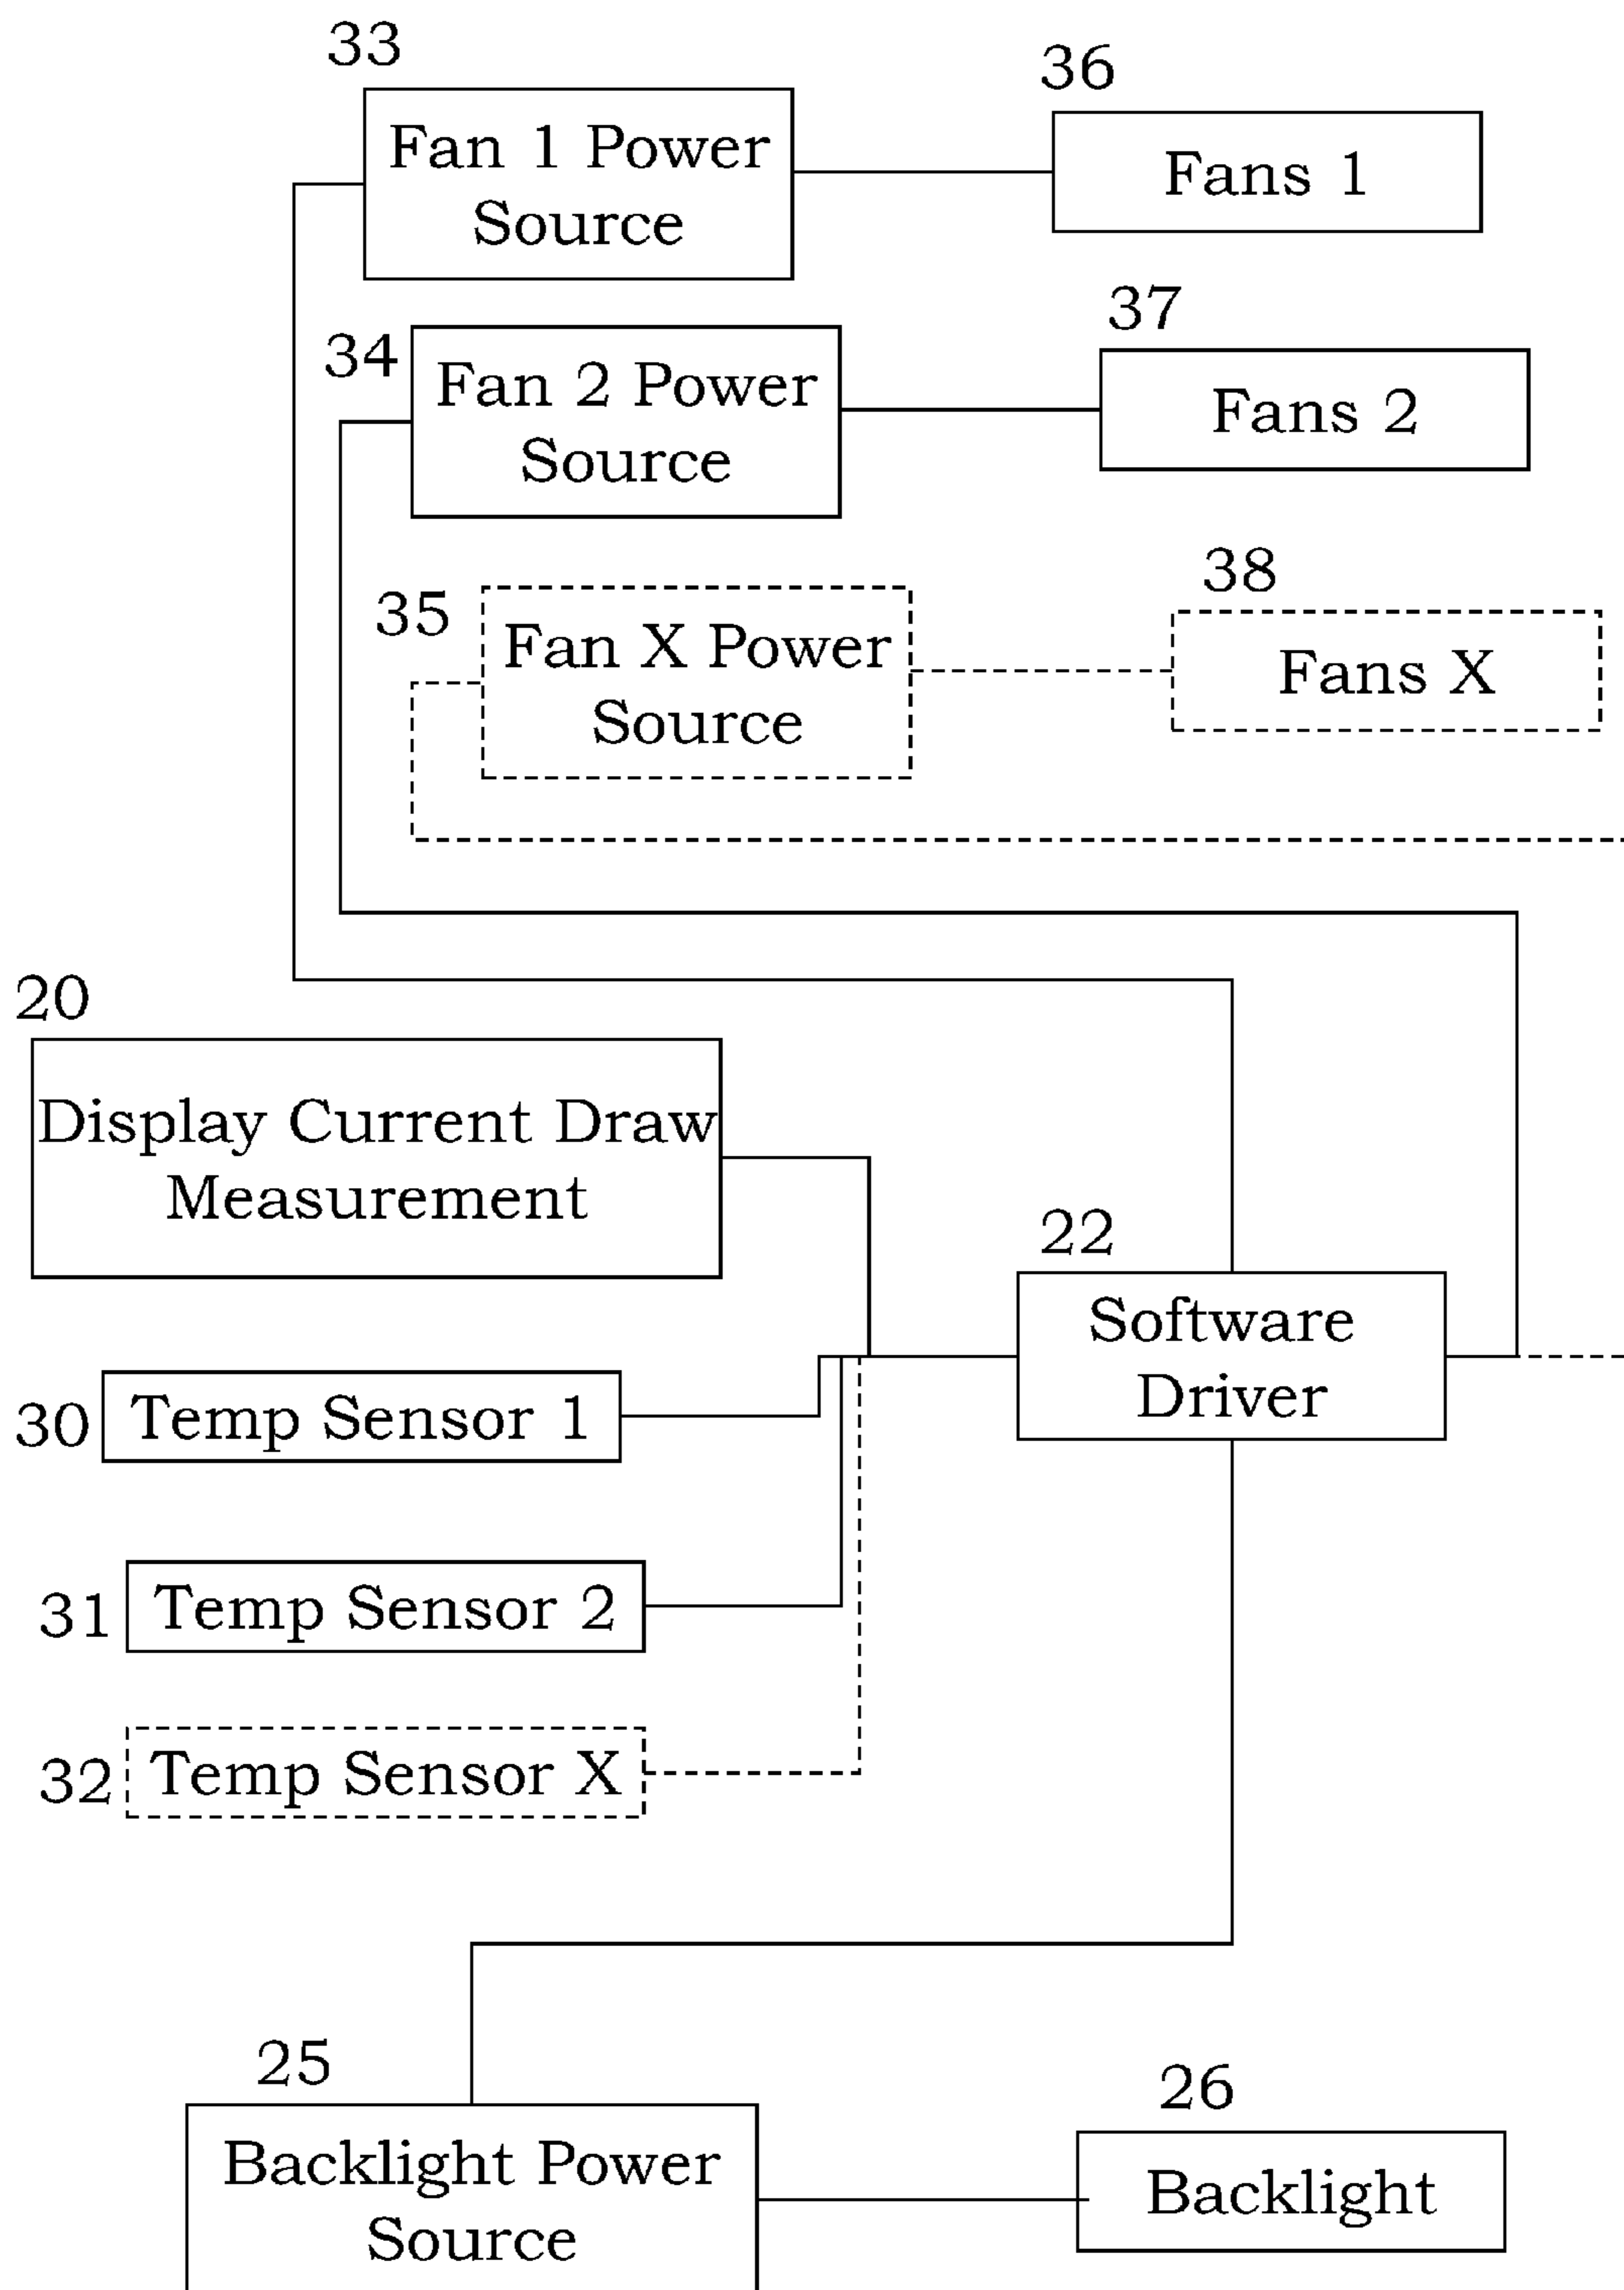 33
Fan 1 Power
Source
36
Fans 1
34
Fan 2 Power
Source
37
Fans 2
35
Fan X Power
Source
38
Fans X
20
Display Current Draw
Measurement
22
Software
Driver
30
Temp Sensor 1
31
Temp Sensor 2
32
Temp Sensor X
25
Backlight Power
Source
26
Backlight